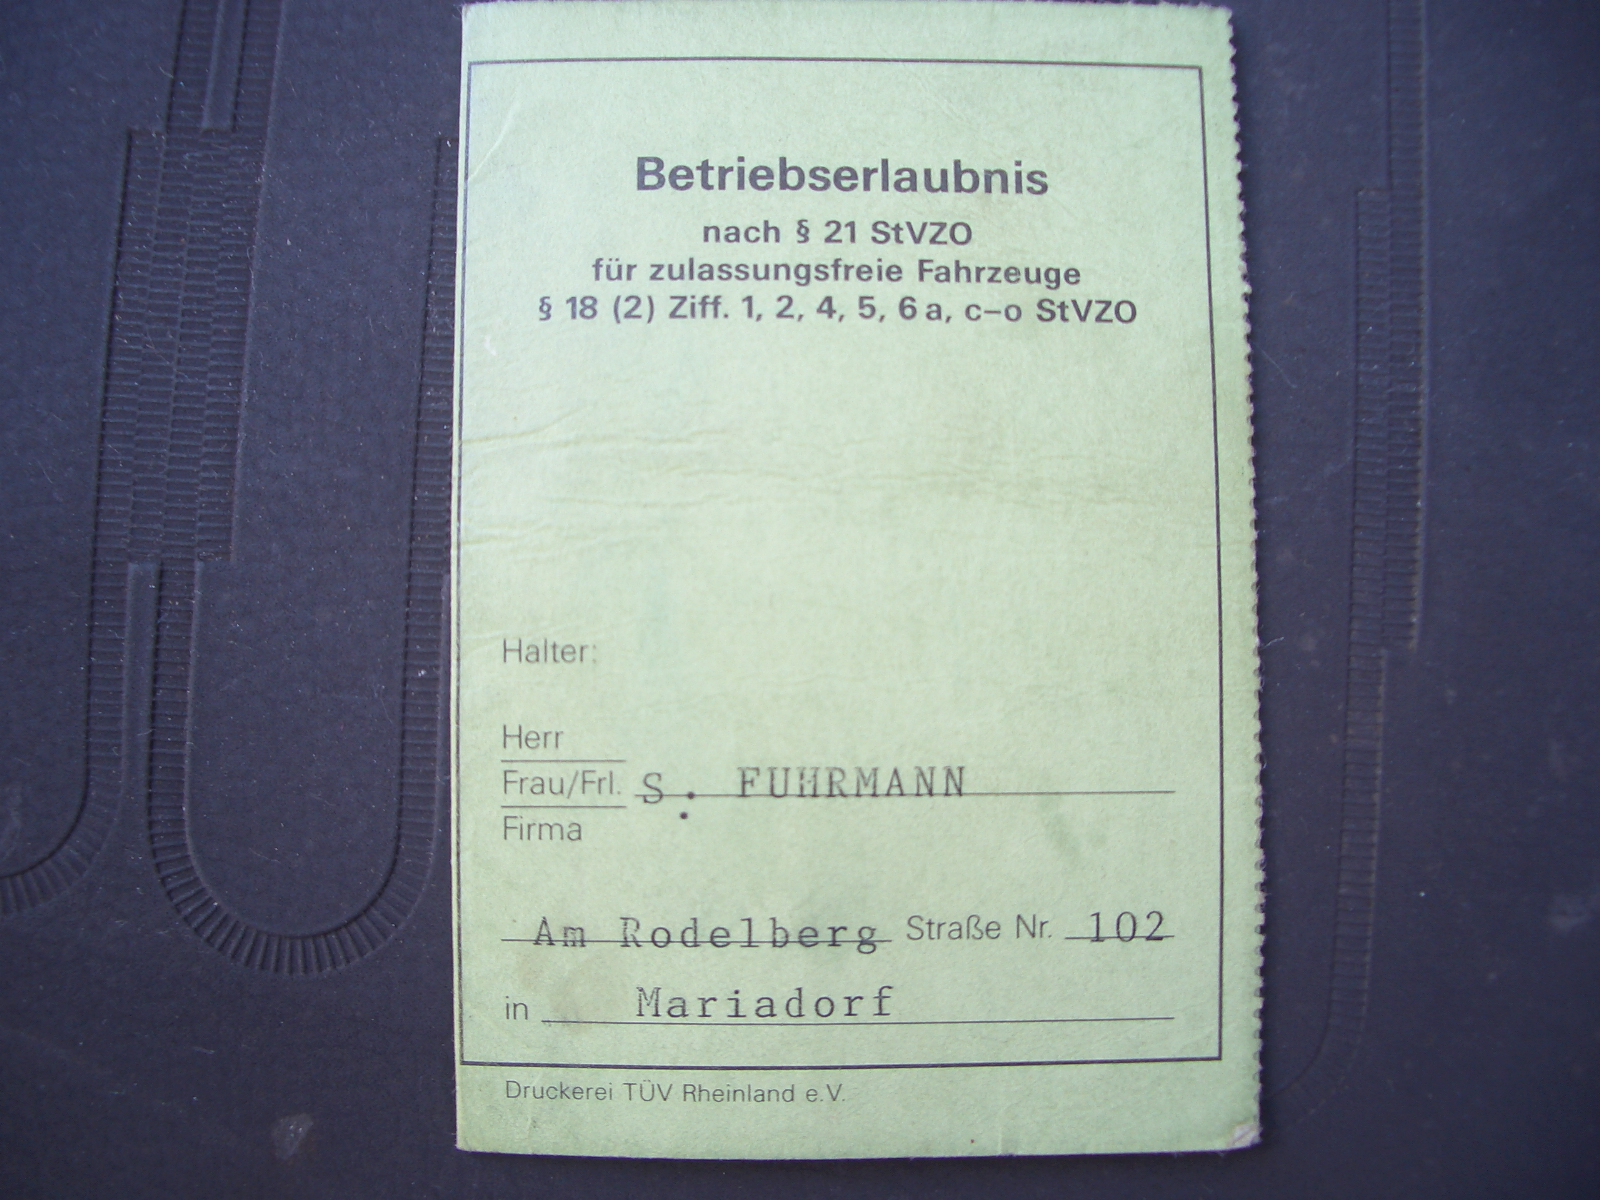 Betriebserlaubnis
nach § 21 StVZO
für zulassungsfreie Fahrzeuge
§ 18 (2) Ziff. 1, 2, 4, 5, 6 a, c–o StVZO
Halter:
Herr
Frau/Frl. S. FUHRMANN
Firma
Am Rodelberg Straße Nr. 102
in Mariadorf
Druckerei TÜV Rheinland e.V.